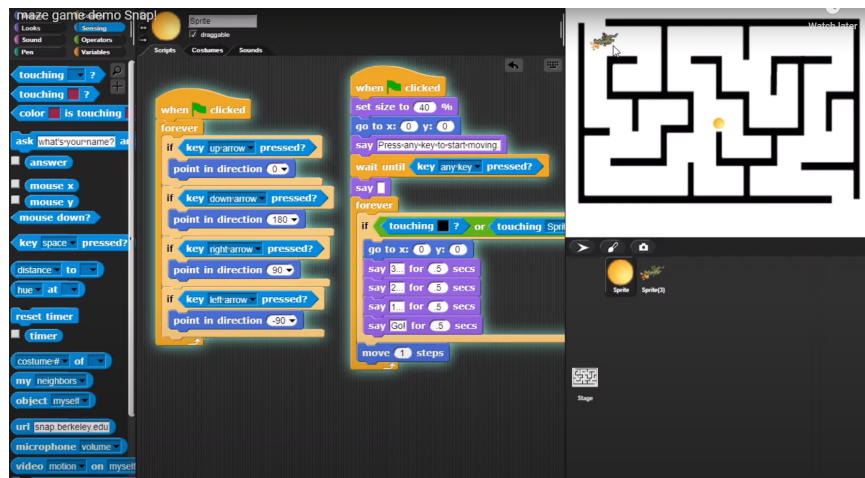 maze game demo Snap!
Looks
Sensing
Sound
Operators
Pen
Variables
touching ?
touching ?
color is touching
ask what's your name? an
answer
mouse x
mouse y
mouse down?
key space pressed?
distance to
hue at
reset timer
timer
costume # of
my neighbors
object myself
url snap.berkeley.edu
microphone volume
video motion on myself
Sprite
draggable
Scripts Costumes Sounds
when clicked
forever
if key up arrow pressed?
point in direction 0
if key down arrow pressed?
point in direction 180
if key right arrow pressed?
point in direction 90
if key left arrow pressed?
point in direction -90
when clicked
set size to 40 %
go to x: 0 y: 0
say Press any key to start moving.
wait until key any key pressed?
say
forever
if touching ? or touching Spri
go to x: 0 y: 0
say 3... for .5 secs
say 2... for .5 secs
say 1... for .5 secs
say Go! for .5 secs
move 1 steps
Watch later
Sprite
Sprite(3)
Stage